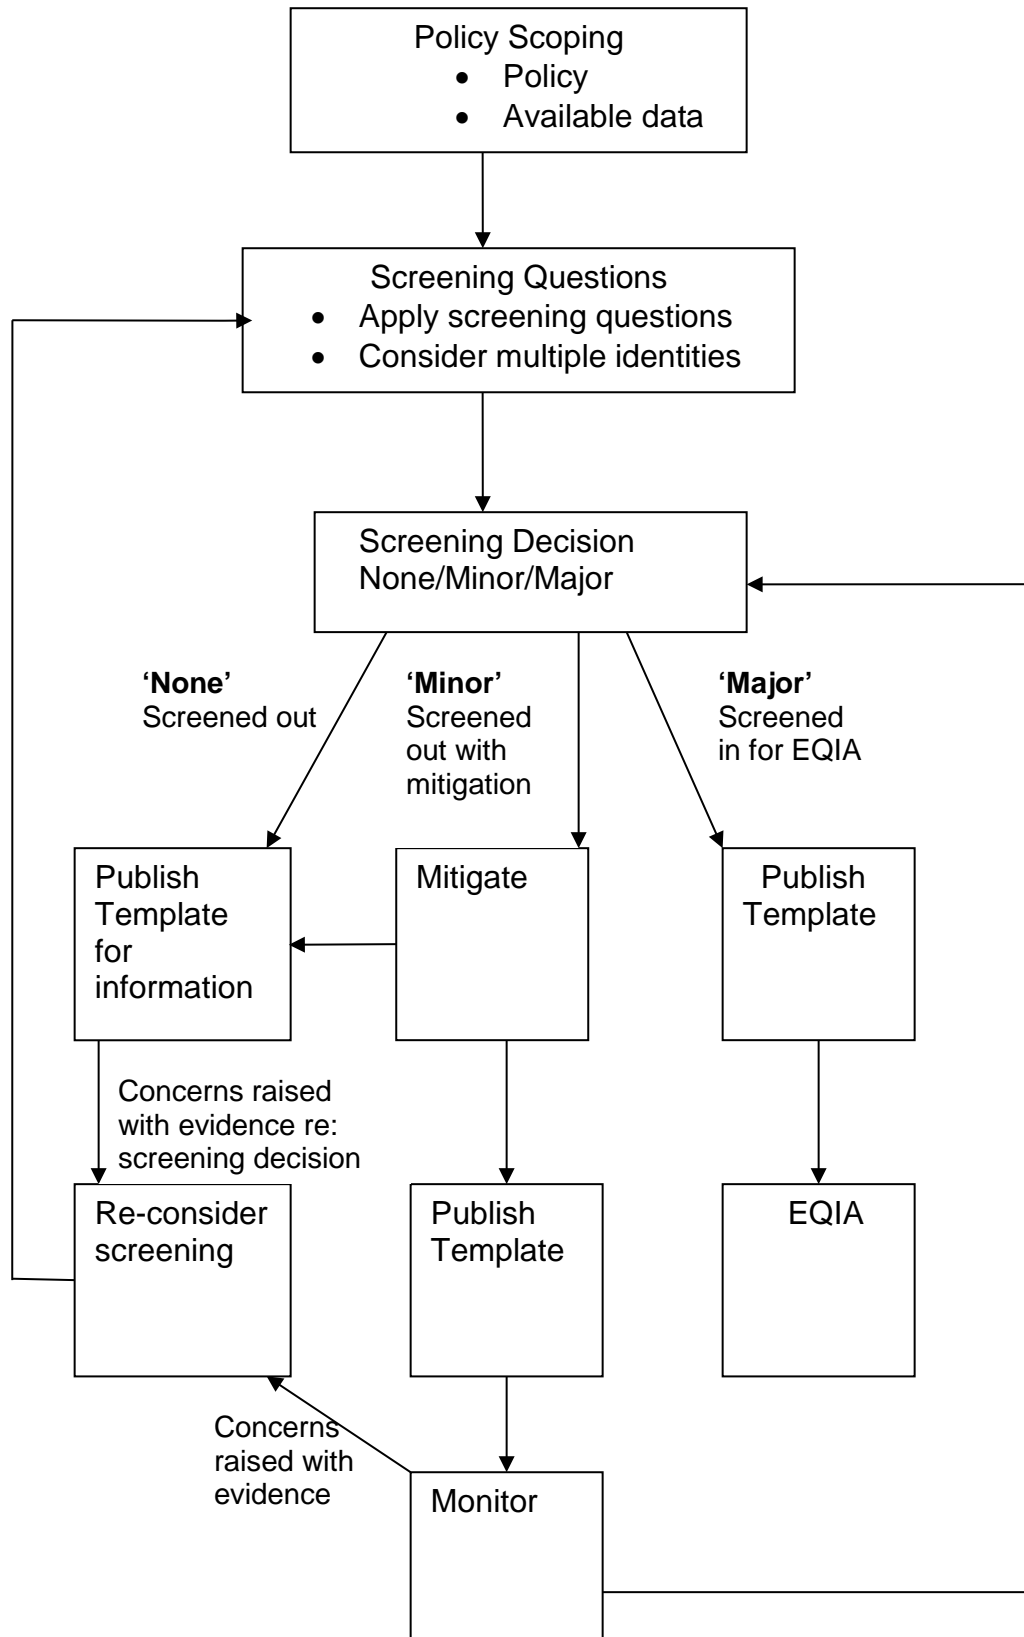 Policy Scoping
• Policy
• Available data
Screening Questions
• Apply screening questions
• Consider multiple identities
Screening Decision
None/Minor/Major
‘None’
Screened out
‘Minor’
Screened
out with
mitigation
‘Major’
Screened
in for EQIA
Publish
Template
for
information
Mitigate
Publish
Template
Concerns raised
with evidence re:
screening decision
Re-consider
screening
Publish
Template
EQIA
Concerns
raised with
evidence
Monitor